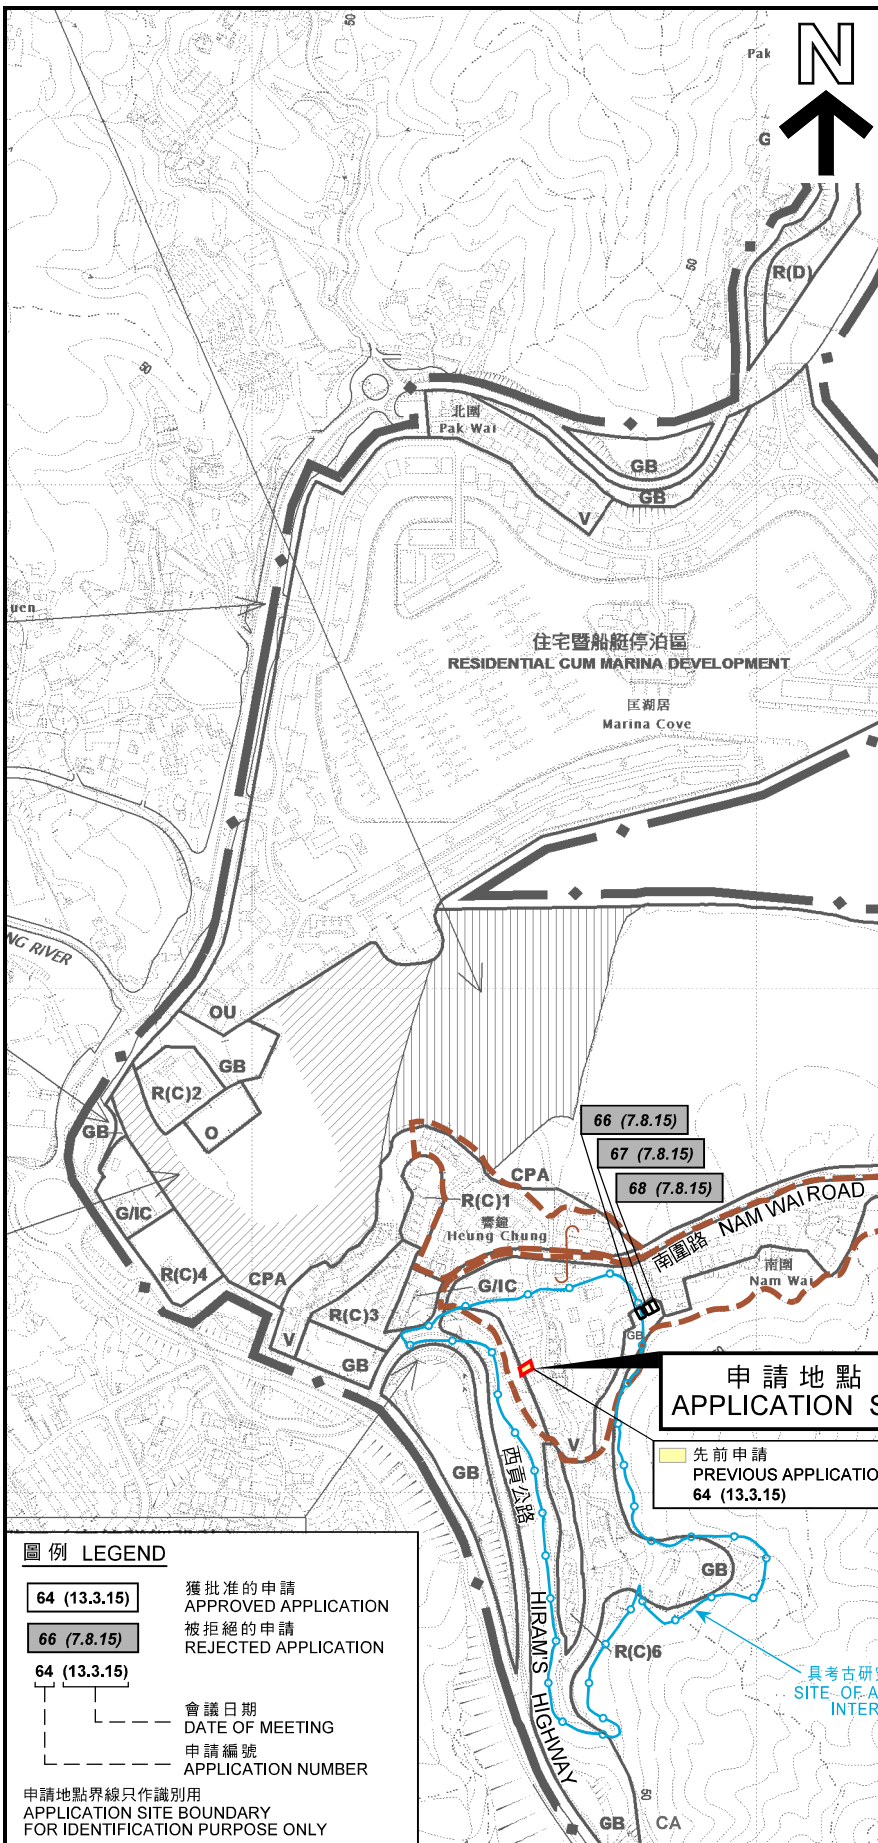 50
Pak
N
G
R(D)
50
50
北圍
Pak Wai
GB
GB
V
uen
住宅暨船艇停泊區
RESIDENTIAL CUM MARINA DEVELOPMENT
匡湖居
Marina Cove
NG RIVER
OU
GB
R(C)2
O
GB
66 (7.8.15)
67 (7.8.15)
68 (7.8.15)
CPA
R(C)1
響鐘
Heung Chung
G/IC
南圍路 NAM WAI ROAD
南圍
Nam Wai
R(C)4
CPA
G/IC
R(C)3
V
GB
GB
申請地點
APPLICATION S
先前申請
PREVIOUS APPLICATIO
64 (13.3.15)
V
GB
西貢公路
GB
HIRAM'S HIGHWAY
R(C)6
具考古研究
SITE OF A
INTER
50
GB
CA
圖例 LEGEND
64 (13.3.15)
獲批准的申請
APPROVED APPLICATION
66 (7.8.15)
被拒絕的申請
REJECTED APPLICATION
64 (13.3.15)
會議日期
DATE OF MEETING
申請編號
APPLICATION NUMBER
申請地點界線只作識別用
APPLICATION SITE BOUNDARY
FOR IDENTIFICATION PURPOSE ONLY